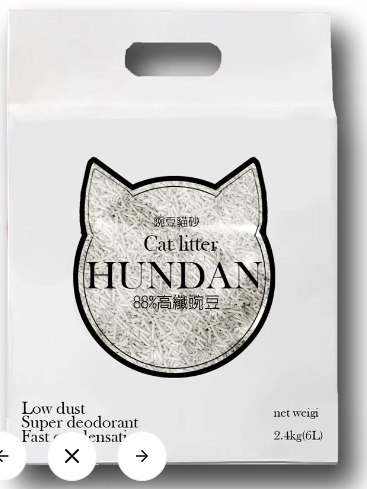 豌豆貓砂
Cat litter
HUNDAN
88%高纖豌豆
Low dust
Super deodorant
Fast
net weigi
2.4kg(6L)